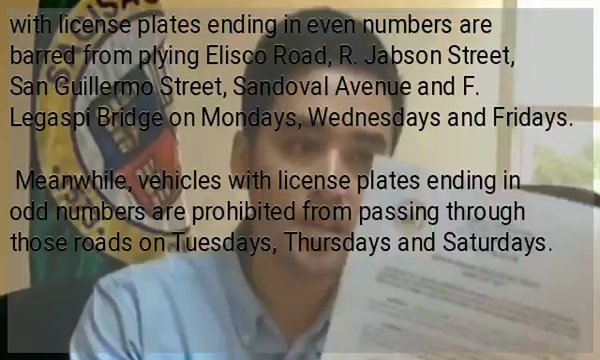 with license plates ending in even numbers are
barred from plying Elisco Road, R. Jabson Street,
San Guillermo Street, Sandoval Avenue and F.
Legaspi Bridge on Mondays, Wednesdays and Fridays.
Meanwhile, vehicles with license plates ending in
odd numbers are prohibited from passing through
those roads on Tuesdays, Thursdays and Saturdays.